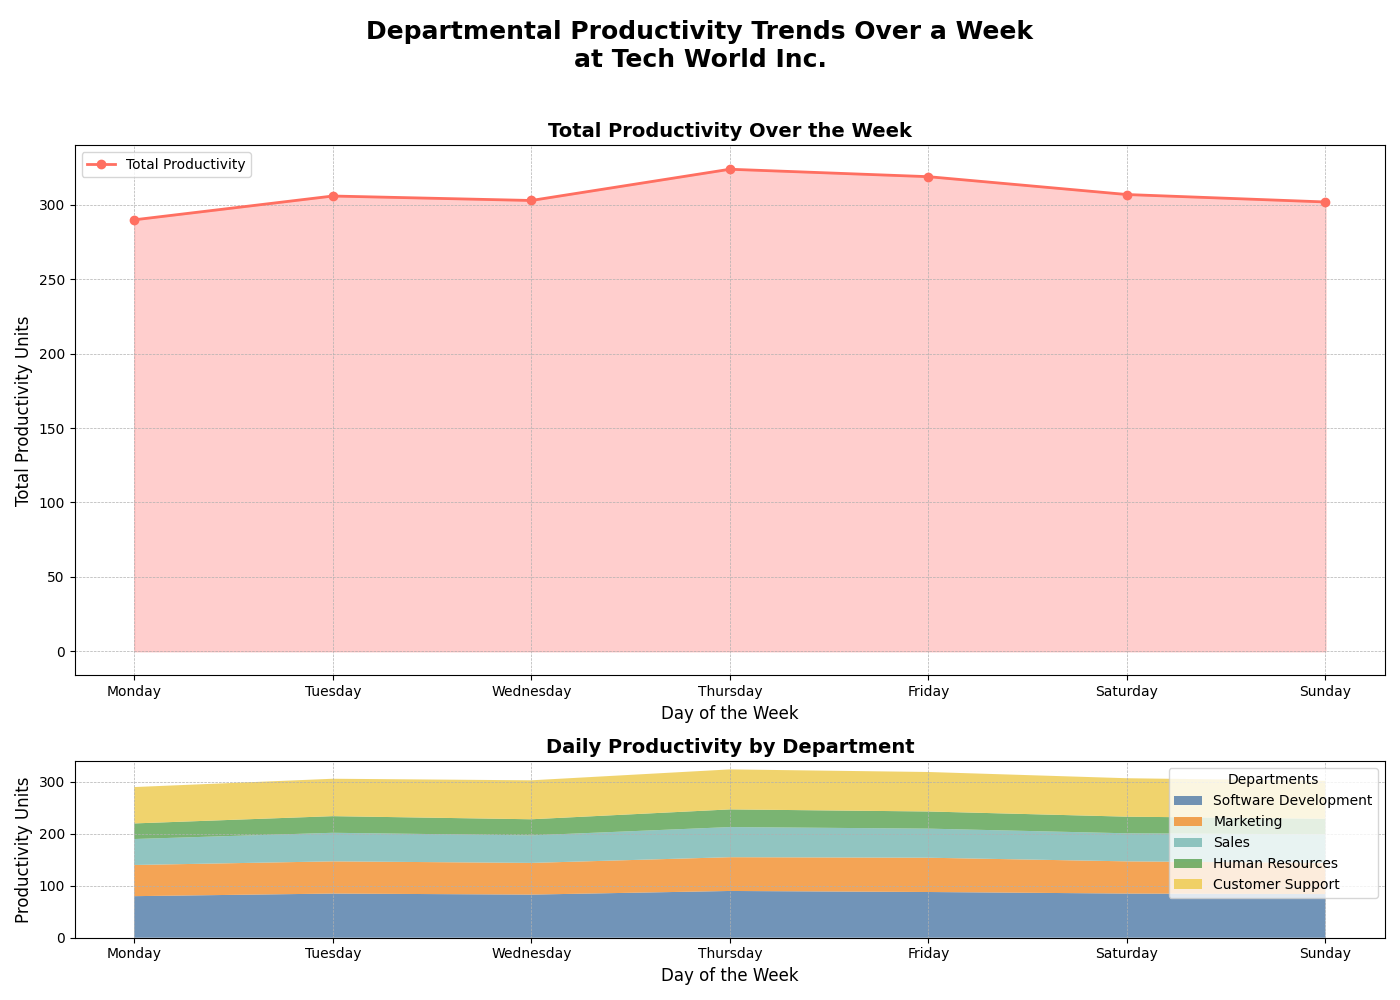 Departmental Productivity Trends Over a Week
at Tech World Inc.
Total Productivity Over the Week
Total Productivity
Total Productivity Units
300
250
200
150
100
50
0
Monday Tuesday Wednesday Thursday Friday Saturday Sunday
Day of the Week
Daily Productivity by Department
Productivity Units
300
200
100
0
Departments
Software Development
Marketing
Sales
Human Resources
Customer Support
Monday Tuesday Wednesday Thursday Friday Saturday Sunday
Day of the Week